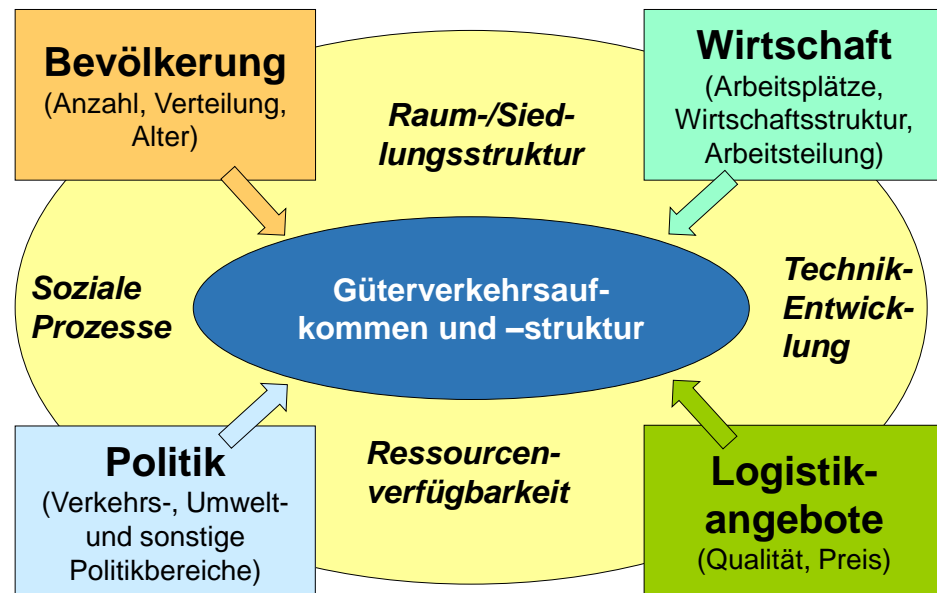 Bevölkerung
(Anzahl, Verteilung,
Alter)
Wirtschaft
(Arbeitsplätze,
Wirtschaftsstruktur,
Arbeitsteilung)
Raum-/Sied-
lungsstruktur
Soziale
Prozesse
Güterverkehrsauf-
kommen und –struktur
Technik-
Entwick-
lung
Politik
(Verkehrs-, Umwelt-
und sonstige
Politikbereiche)
Ressourcen-
verfügbarkeit
Logistik-
angebote
(Qualität, Preis)